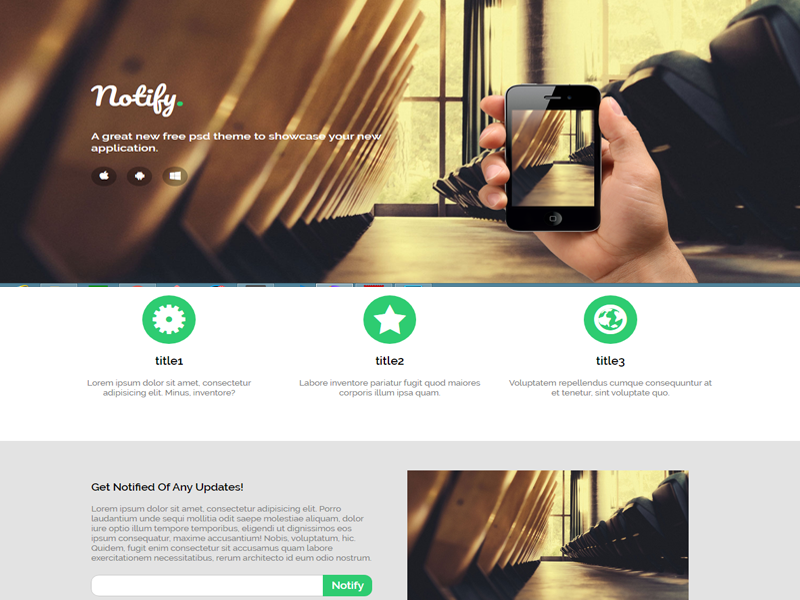 Notify.
A great new free psd theme to showcase your new
application.
title1
Lorem ipsum dolor sit amet, consectetur
adipisicing elit. Minus, inventore?
title2
Labore inventore pariatur fugit quod maiores
corporis illum ipsa quam.
title3
Voluptatem repellendus cumque consequuntur at
et tenetur, sint voluptate quo.
Get Notified Of Any Updates!
Lorem ipsum dolor sit amet, consectetur adipisicing elit. Porro
laudantium unde sequi mollitia odit saepe molestiae aliquam, dolor
iure optio illum tempore temporibus, eligendi ut dignissimos eos
ipsum consequatur, maxime accusantium! Nobis, voluptatum, hic.
Quidem, fugit enim consectetur sit accusamus quam labore
exercitationem necessitatibus, rerum architecto id eum odio nostrum.
Notify